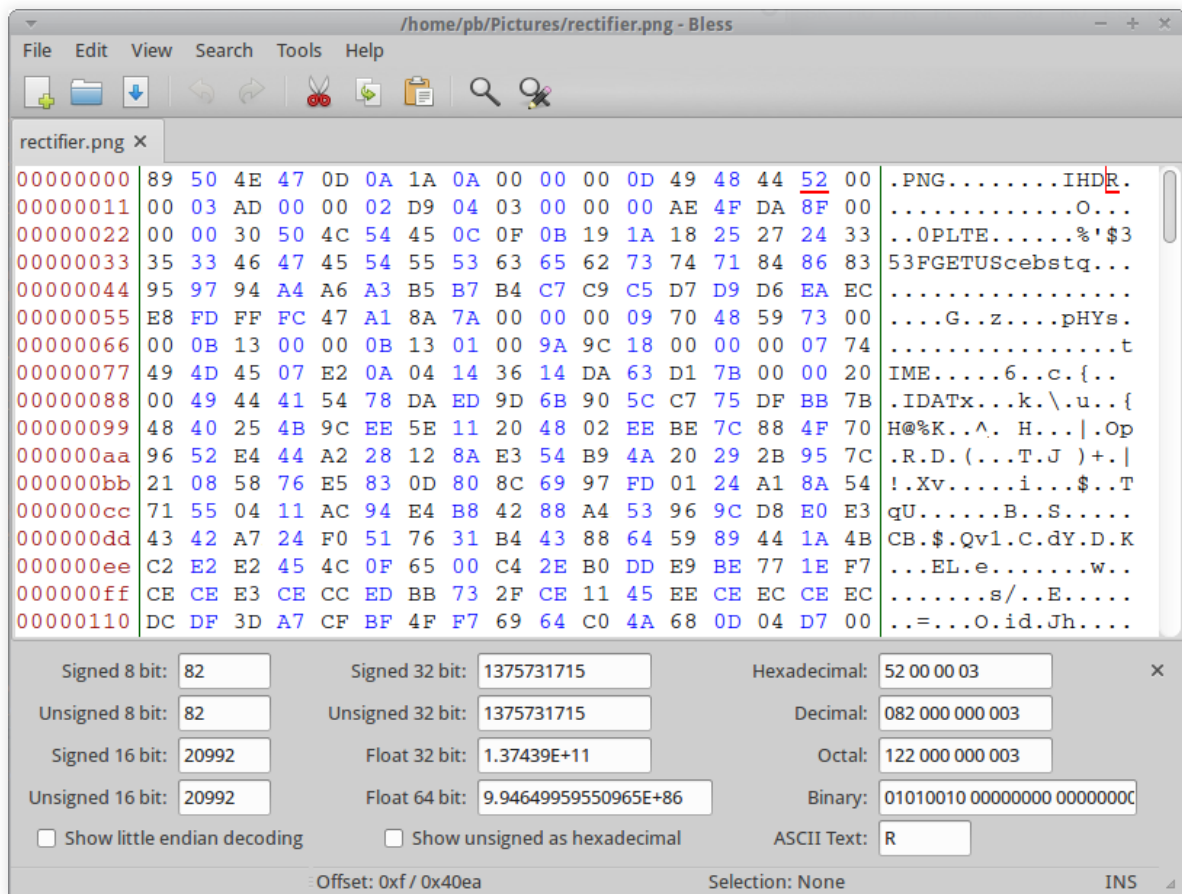 /home/pb/Pictures/rectifier.png - Bless
File Edit View Search Tools Help
rectifier.png ×
00000000 89 50 4E 47 0D 0A 1A 0A 00 00 00 0D 49 48 44 52 00 .PNG........IHDR.
00000011 00 03 AD 00 00 02 D9 04 03 00 00 00 AE 4F DA 8F 00 .............O...
00000022 00 00 30 50 4C 54 45 0C 0F 0B 19 1A 18 25 27 24 33 ..0PLTE......%'$3
00000033 35 33 46 47 45 54 55 53 63 65 62 73 74 71 84 86 83 53FGETUScebstq...
00000044 95 97 94 A4 A6 A3 B5 B7 B4 C7 C9 C5 D7 D9 D6 EA EC .................
00000055 E8 FD FF FC 47 A1 8A 7A 00 00 00 09 70 48 59 73 00 ....G..z....pHYs.
00000066 00 0B 13 00 00 0B 13 01 00 9A 9C 18 00 00 00 07 74 ................t
00000077 49 4D 45 07 E2 0A 04 14 36 14 DA 63 D1 7B 00 00 20 IME.....6..c.{..
00000088 00 49 44 41 54 78 DA ED 9D 6B 90 5C C7 75 DF BB 7B .IDATx...k.\.u..{
00000099 48 40 25 4B 9C EE 5E 11 20 48 02 EE BE 7C 88 4F 70 H@%K..^. H...|.Op
000000aa 96 52 E4 44 A2 28 12 8A E3 54 B9 4A 20 29 2B 95 7C .R.D.(...T.J )+.|
000000bb 21 08 58 76 E5 83 0D 80 8C 69 97 FD 01 24 A1 8A 54 !.Xv.....i...$..T
000000cc 71 55 04 11 AC 94 E4 B8 42 88 A4 53 96 9C D8 E0 E3 qU......B..S.....
000000dd 43 42 A7 24 F0 51 76 31 B4 43 88 64 59 89 44 1A 4B CB.$.Qv1.C.dY.D.K
000000ee C2 E2 E2 45 4C 0F 65 00 C4 2E B0 DD E9 BE 77 1E F7 ...EL.e.......w..
000000ff CE CE E3 CE CC ED BB 73 2F CE 11 45 EE CE EC CE EC .......s/..E.....
00000110 DC DF 3D A7 CF BF 4F F7 69 64 C0 4A 68 0D 04 D7 00 ..=...O.id.Jh....
Signed 8 bit: 82 Signed 32 bit: 1375731715 Hexadecimal: 52 00 00 03 ×
Unsigned 8 bit: 82 Unsigned 32 bit: 1375731715 Decimal: 082 000 000 003
Signed 16 bit: 20992 Float 32 bit: 1.37439E+11 Octal: 122 000 000 003
Unsigned 16 bit: 20992 Float 64 bit: 9.94649959550965E+86 Binary: 01010010 00000000 0000000
Show little endian decoding Show unsigned as hexadecimal ASCII Text: R
Offset: 0xf / 0x40ea Selection: None INS